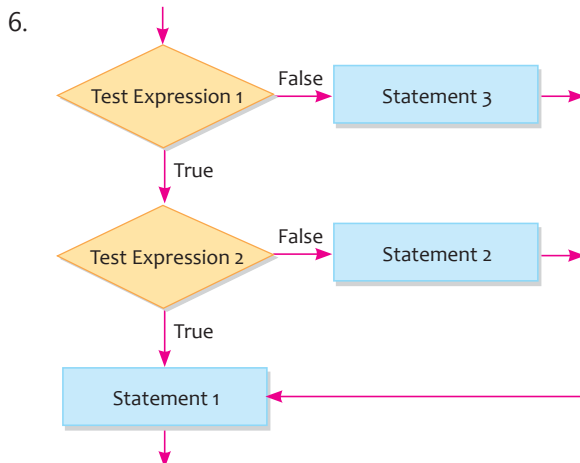 6.
Test Expression 1
False
Statement 3
True
Test Expression 2
False
Statement 2
True
Statement 1